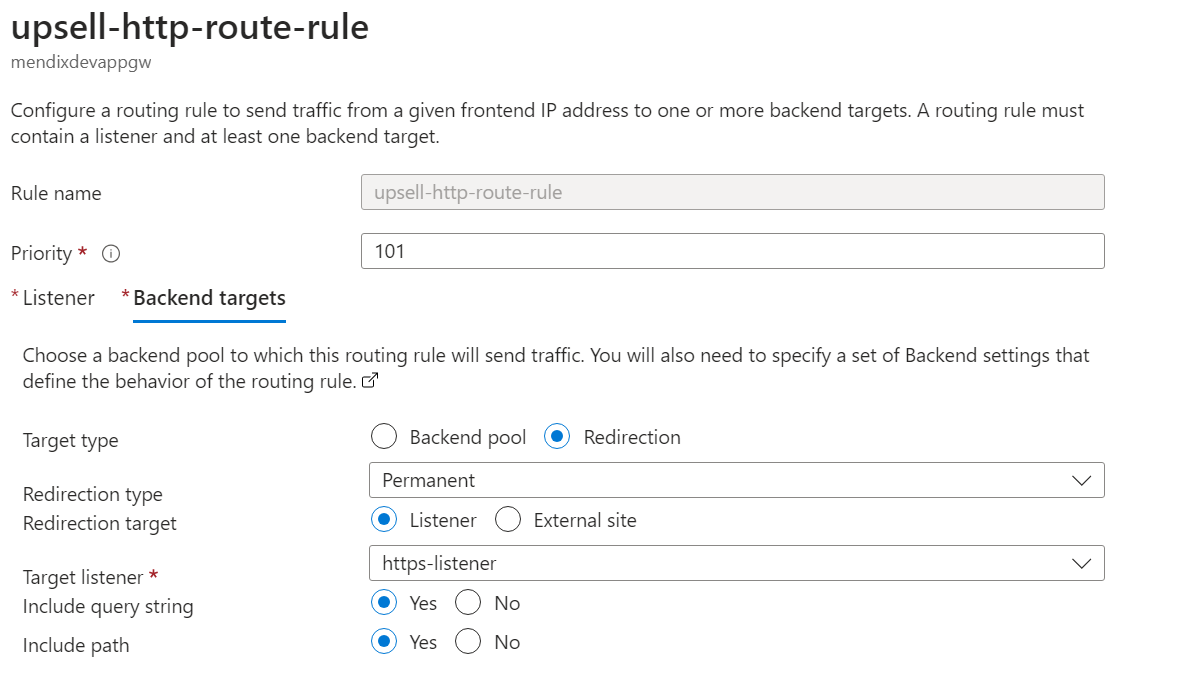 upsell-http-route-rule
mendixdevappgw
Configure a routing rule to send traffic from a given frontend IP address to one or more backend targets. A routing rule must
contain a listener and at least one backend target.
Rule name
upsell-http-route-rule
Priority *
101
* Listener * Backend targets
Choose a backend pool to which this routing rule will send traffic. You will also need to specify a set of Backend settings that
define the behavior of the routing rule.
Target type
Backend pool Redirection
Redirection type
Permanent
Redirection target
Listener External site
Target listener *
https-listener
Include query string
Yes No
Include path
Yes No